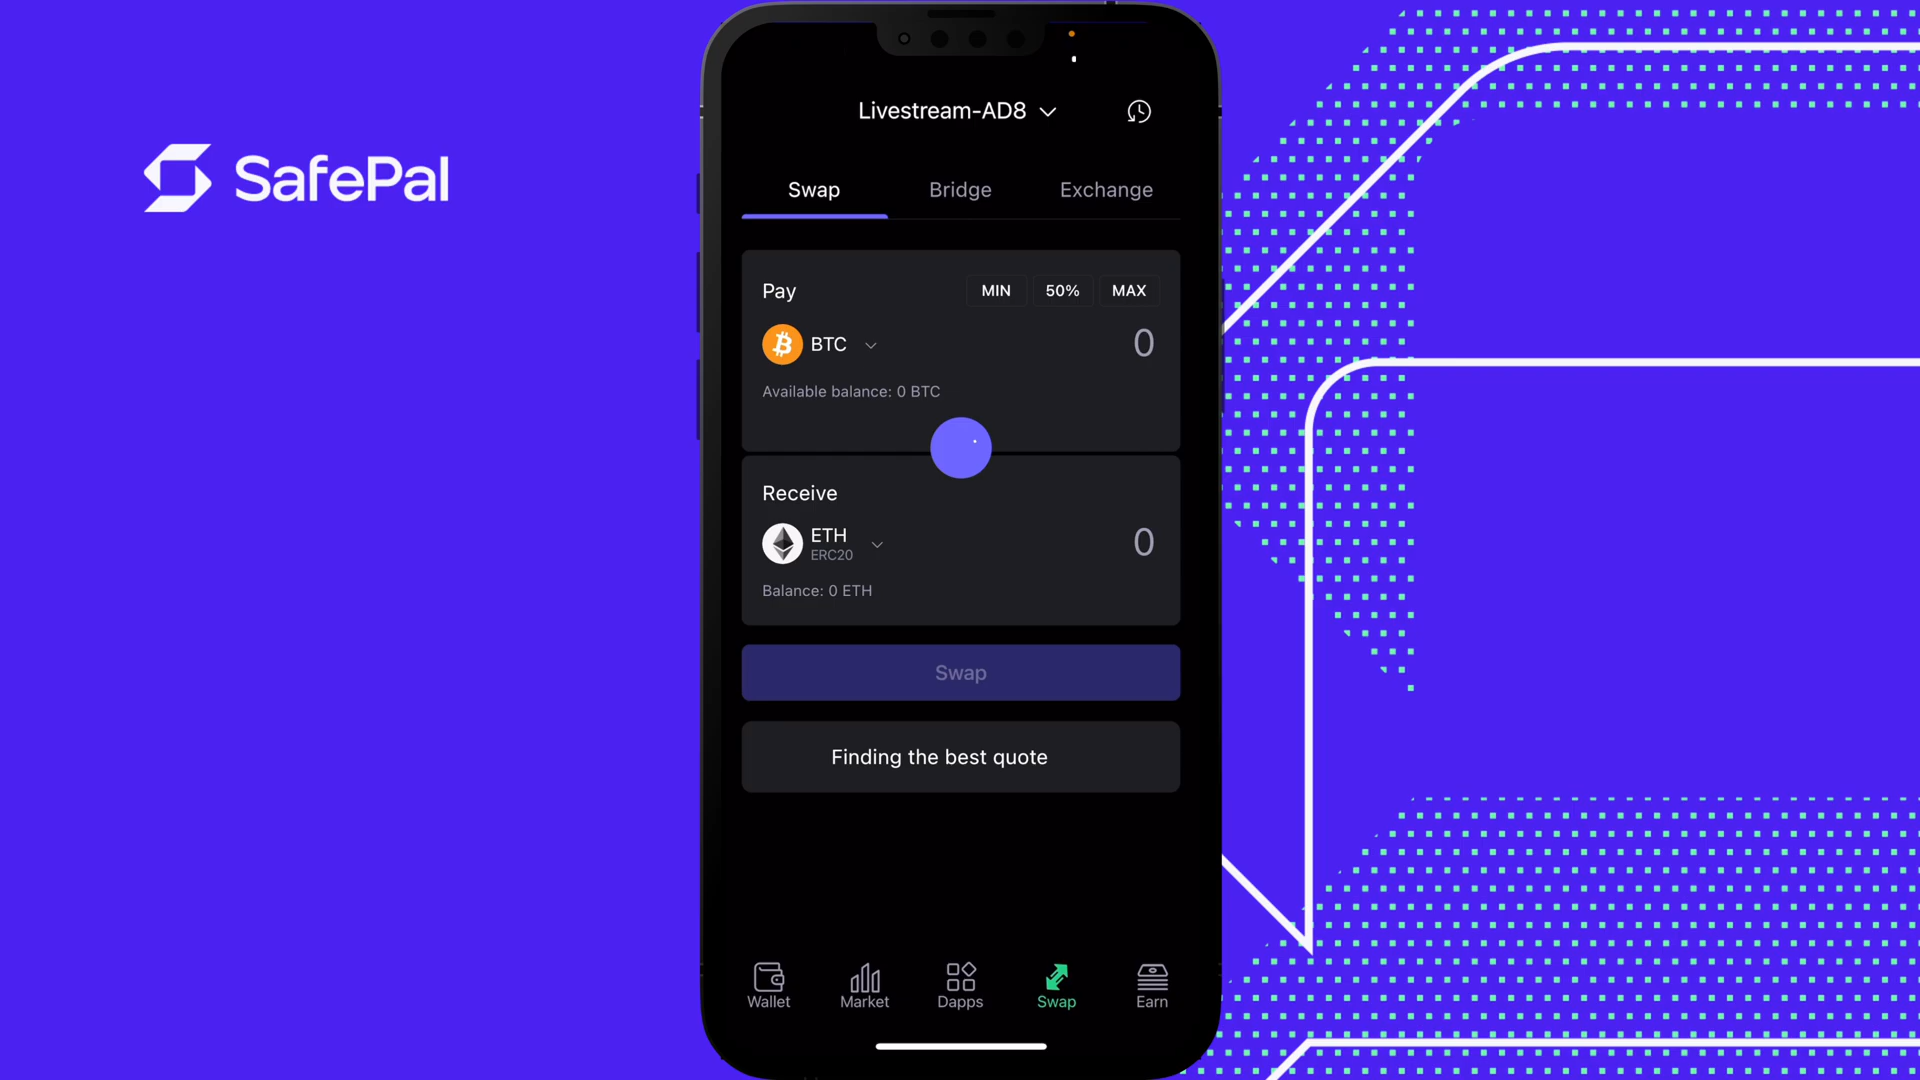 SafePal
Livestream-AD8
Swap Bridge Exchange
Pay MIN 50% MAX
BTC 0
Available balance: 0 BTC
Receive
ETH 0
ERC20
Balance: 0 ETH
Swap
Finding the best quote
Wallet Market Dapps Swap Earn